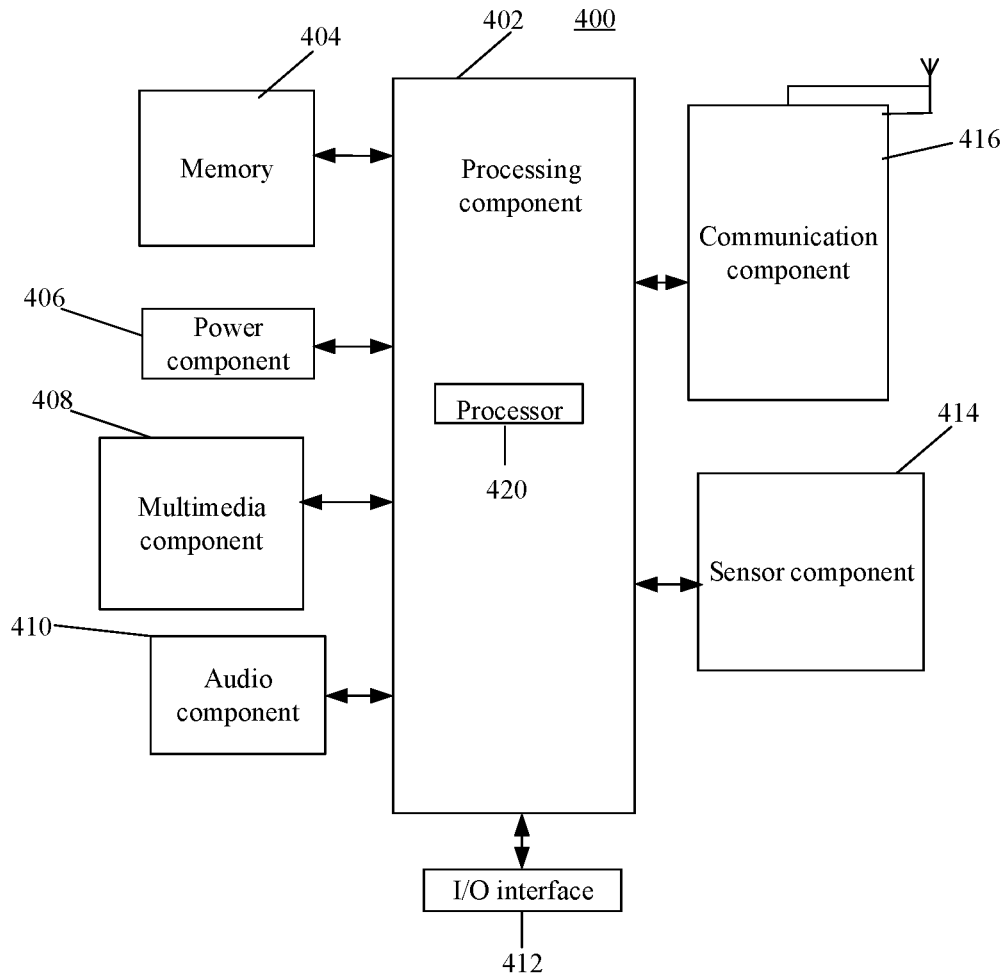 402
400
404
Memory
Processing
component
416
Communication
component
406
Power
component
408
Processor
420
414
Multimedia
component
Sensor component
410
Audio
component
I/O interface
412